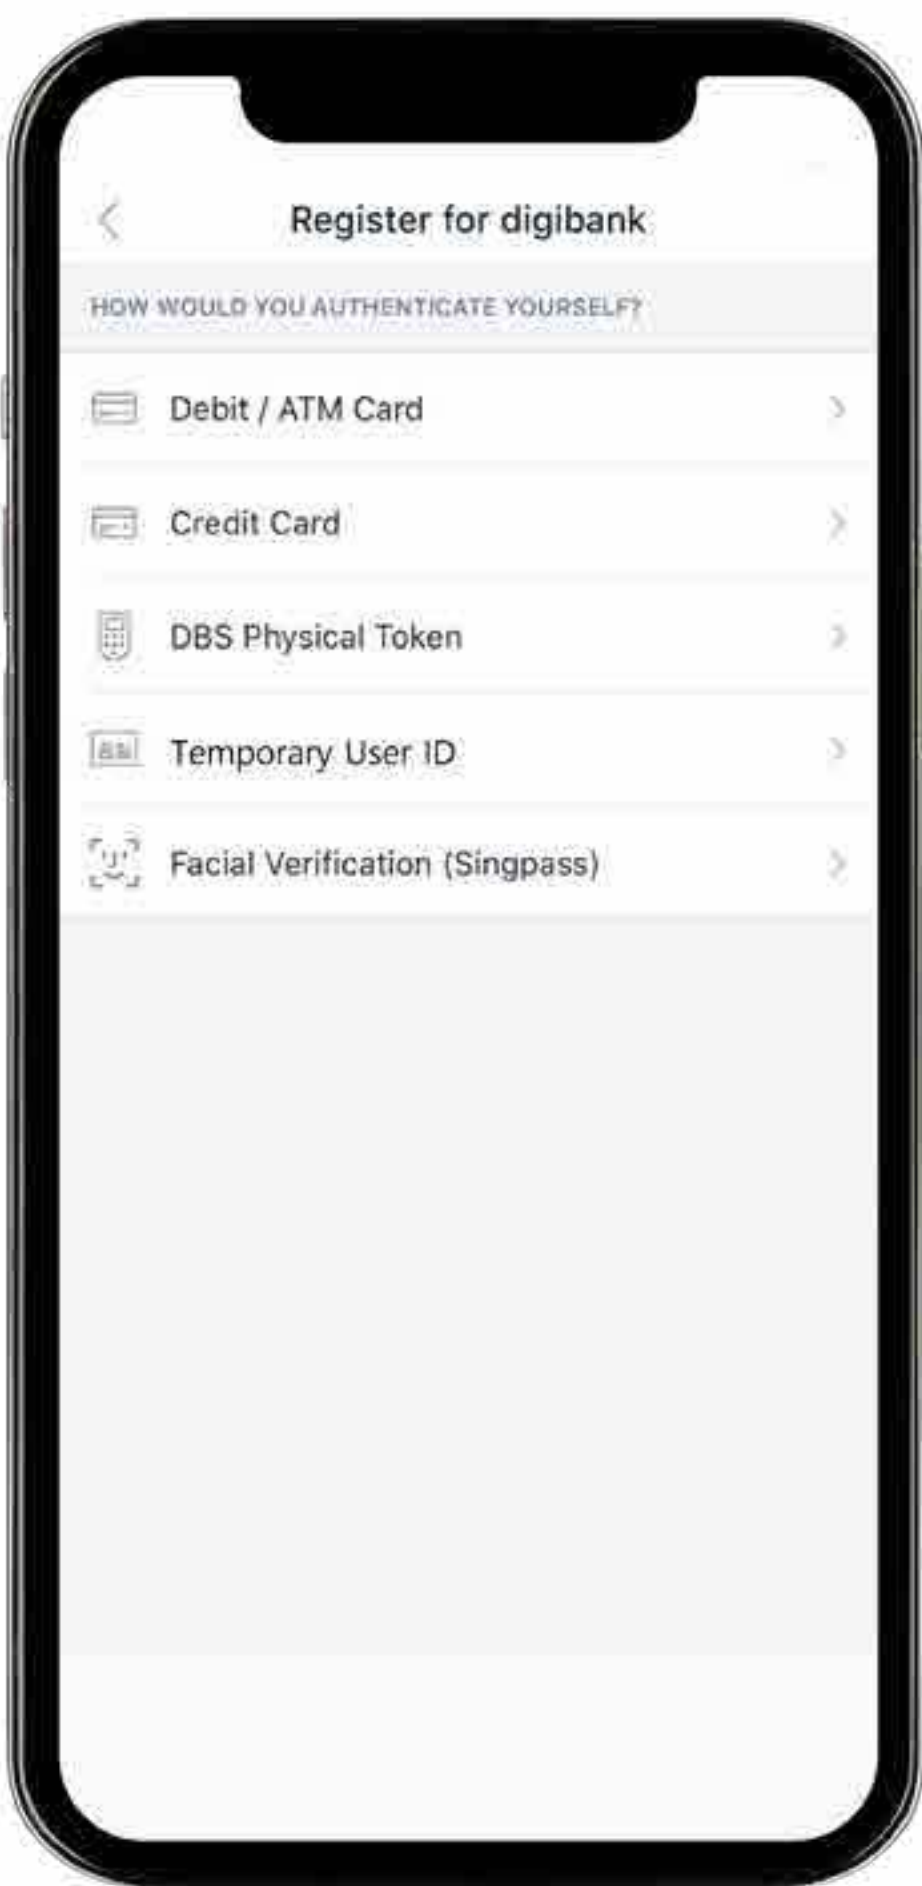 Register for digibank
HOW WOULD YOU AUTHENTICATE YOURSELF?
Debit / ATM Card
Credit Card
DBS Physical Token
Temporary User ID
Facial Verification (Singpass)